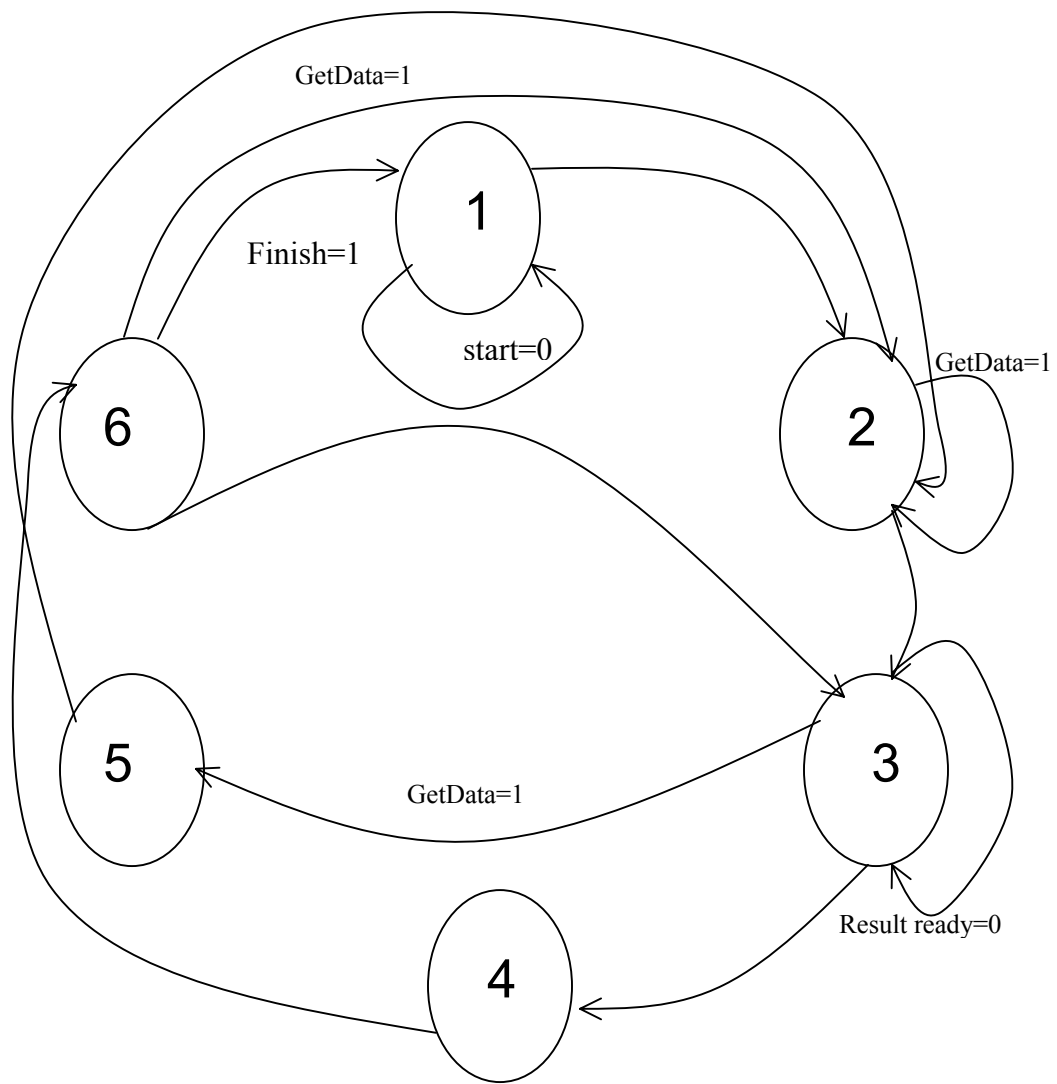 GetData=1
1
Finish=1
start=0
GetData=1
6
2
5
3
GetData=1
Result ready=0
4